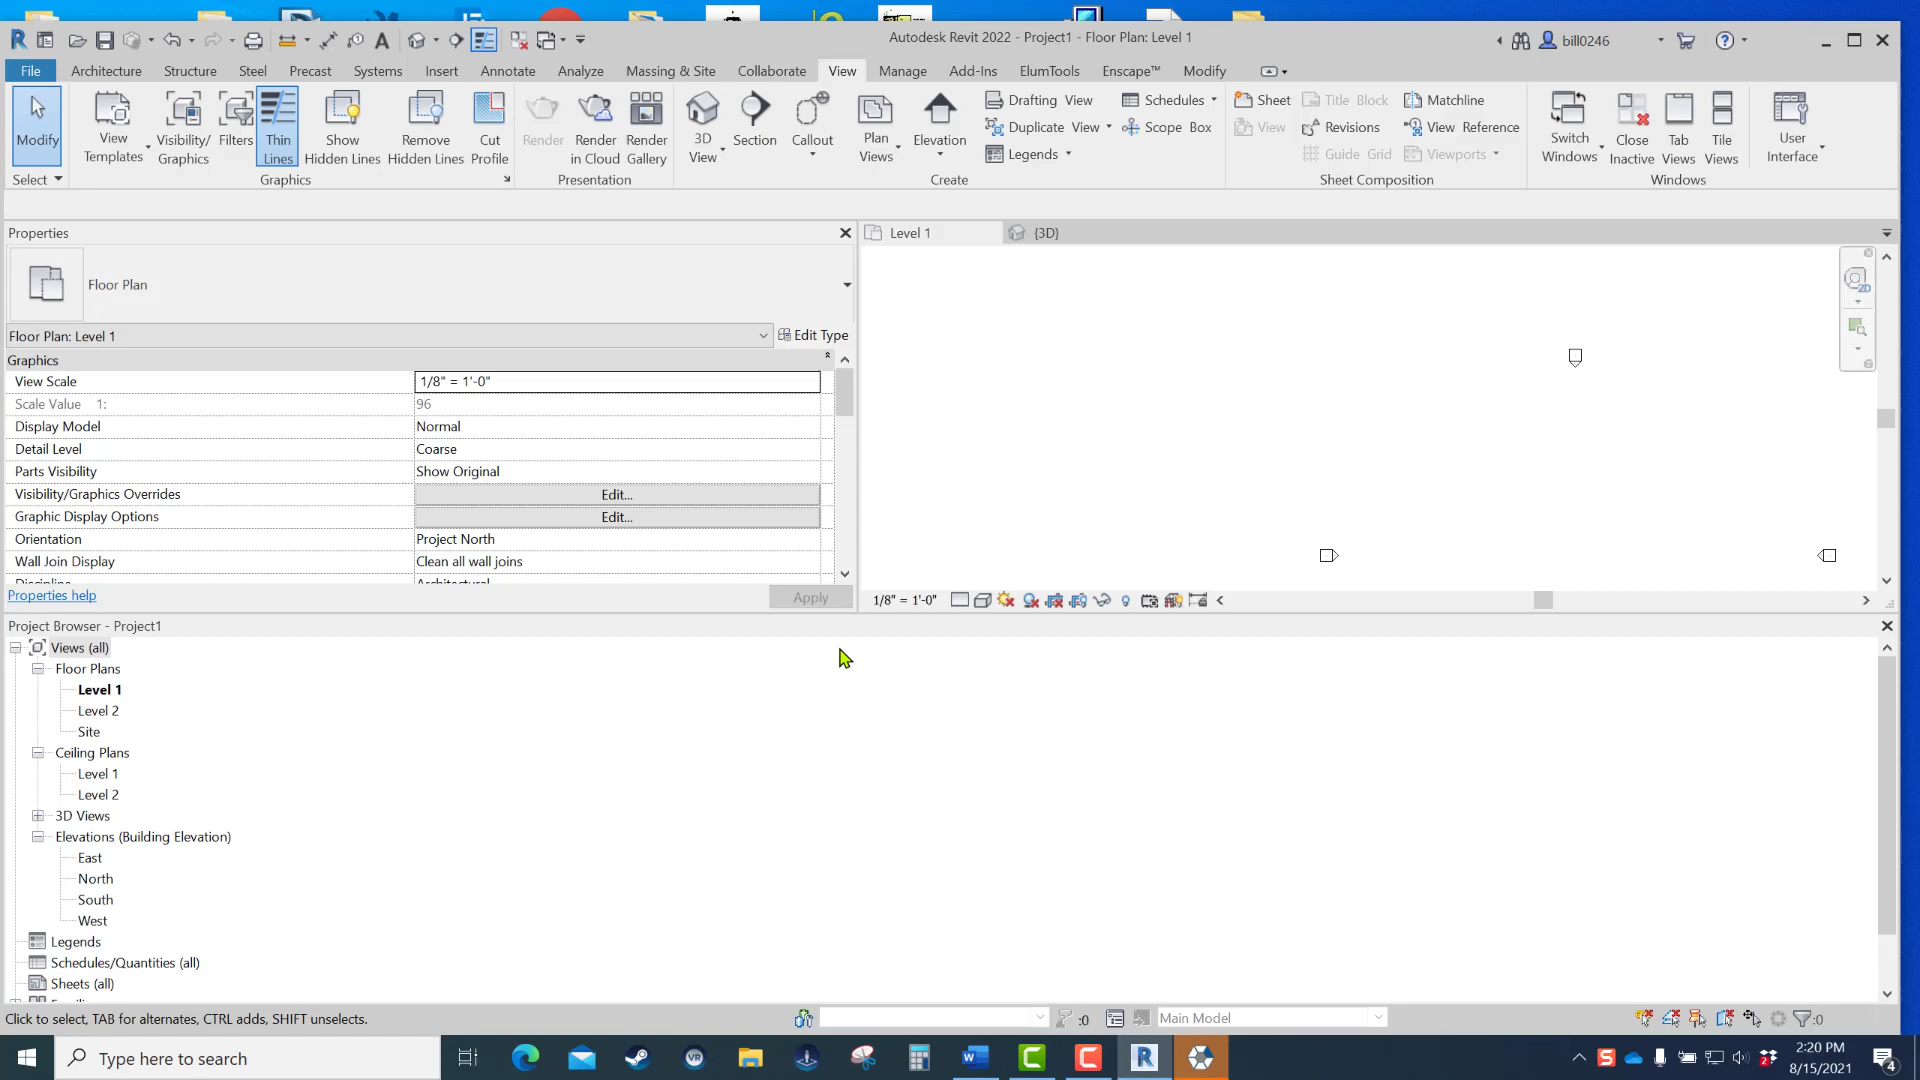 Autodesk Revit 2022 - Project1 - Floor Plan: Level 1
bill0246
File Architecture Structure Steel Precast Systems Insert Annotate Analyze Massing & Site Collaborate View Manage Add-Ins ElumTools Enscape™ Modify
Modify
View Templates
Visibility/ Graphics
Filters
Thin Lines
Show Hidden Lines
Remove Hidden Lines
Cut Profile
Render
Render in Cloud
Render Gallery
3D View
Section
Callout
Plan Views
Elevation
Drafting View
Duplicate View
Legends
Schedules
Scope Box
Sheet
View
Title Block
Revisions
Guide Grid
Matchline
View Reference
Viewports
Switch Windows
Close Inactive
Tab Views
Tile Views
User Interface
Select Graphics Presentation Create Sheet Composition Windows
Properties
Level 1
{3D}
Floor Plan
Floor Plan: Level 1
Edit Type
Graphics
View Scale 1/8" = 1'-0"
Scale Value 1: 96
Display Model Normal
Detail Level Coarse
Parts Visibility Show Original
Visibility/Graphics Overrides Edit...
Graphic Display Options Edit...
Orientation Project North
Wall Join Display Clean all wall joins
Discipline Architectural
Properties help
Apply
2D
1/8" = 1'-0"
Project Browser - Project1
Views (all)
Floor Plans
Level 1
Level 2
Site
Ceiling Plans
Level 1
Level 2
3D Views
Elevations (Building Elevation)
East
North
South
West
Legends
Schedules/Quantities (all)
Sheets (all)
Click to select, TAB for alternates, CTRL adds, SHIFT unselects.
:0
Main Model
:0
Type here to search
2:20 PM
8/15/2021
4